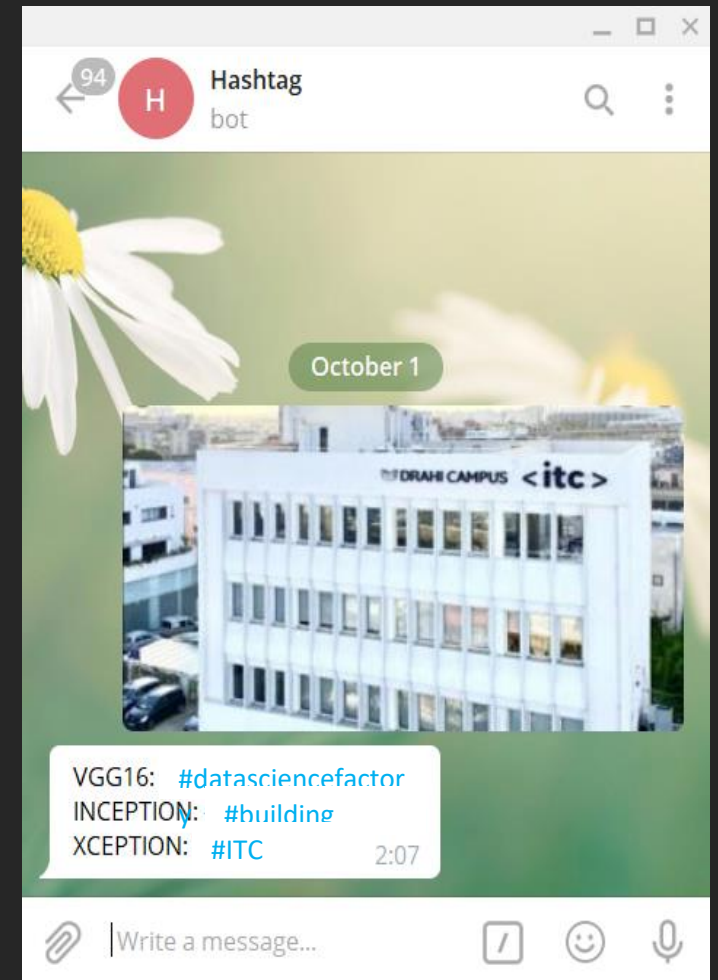 94
H
Hashtag
bot
October 1
DRAHI CAMPUS <itc>
VGG16: #datasciencefactory
INCEPTION: #building
XCEPTION: #ITC
2:07
Write a message...